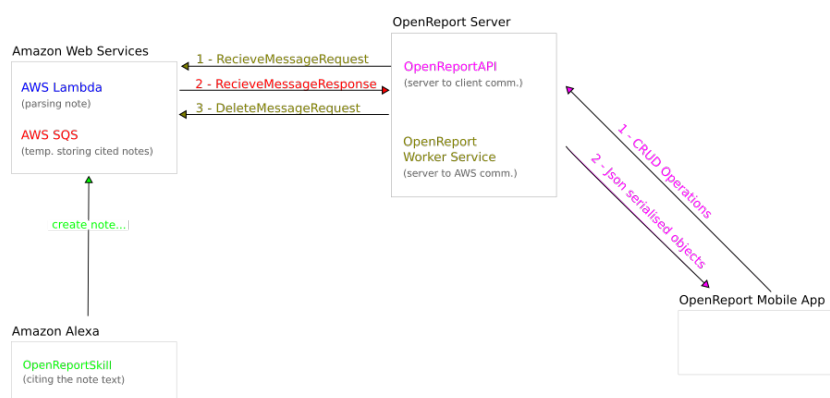 OpenReport Server
Amazon Web Services
1 - RecieveMessageRequest
AWS Lambda
(parsing note)
2 - RecieveMessageResponse
OpenReportAPI
(server to client comm.)
3 - DeleteMessageRequest
AWS SQS
(temp. storing cited notes)
OpenReport
Worker Service
(server to AWS comm.)
1 - CRUD Operations
2 - Json serialised objects
create note...
OpenReport Mobile App
Amazon Alexa
OpenReportSkill
(citing the note text)